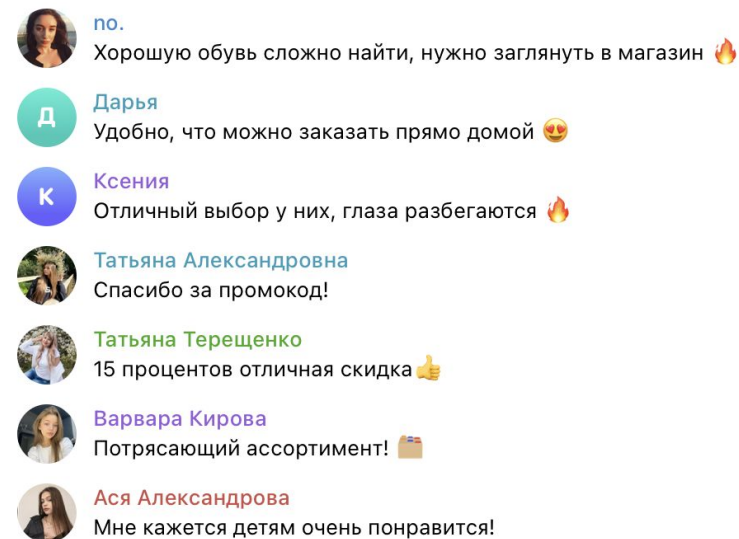 no.
Хорошую обувь сложно найти, нужно заглянуть в магазин 🔥
Д
Дарья
Удобно, что можно заказать прямо домой 😍
К
Ксения
Отличный выбор у них, глаза разбегаются 🔥
Татьяна Александровна
Спасибо за промокод!
Татьяна Терещенко
15 процентов отличная скидка👍
Варвара Кирова
Потрясающий ассортимент! 🗂
Ася Александрова
Мне кажется детям очень понравится!